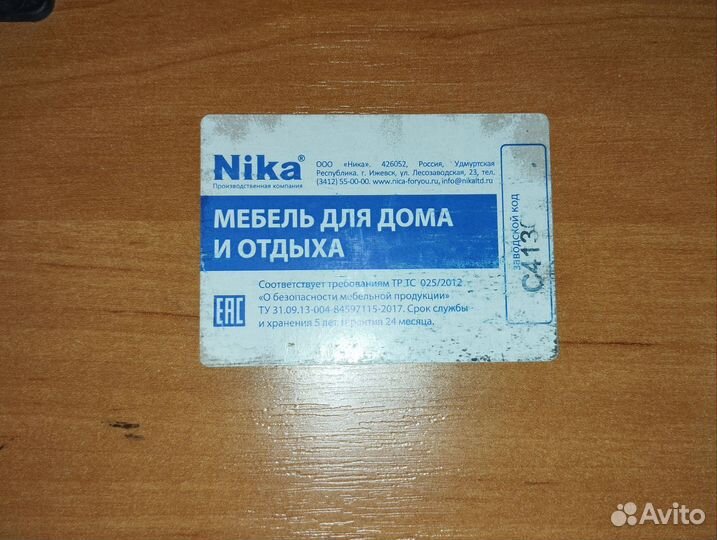 Nika®
Производственная компания
ООО «Ника». 426052, Россия, Удмуртская
Республика. г. Ижевск, ул. Лесозаводская, 23, тел.
(3412) 55-00-00. www.nica-foryou.ru, info@nikaltd.ru
МЕБЕЛЬ ДЛЯ ДОМА
И ОТДЫХА
EAC
Соответствует требованиям ТР ТС 025/2012
«О безопасности мебельной продукции»
ТУ 31.09.13-004-84597115-2017. Срок службы
и хранения 5 лет. Гарантия 24 месяца.
заводской код
Avito